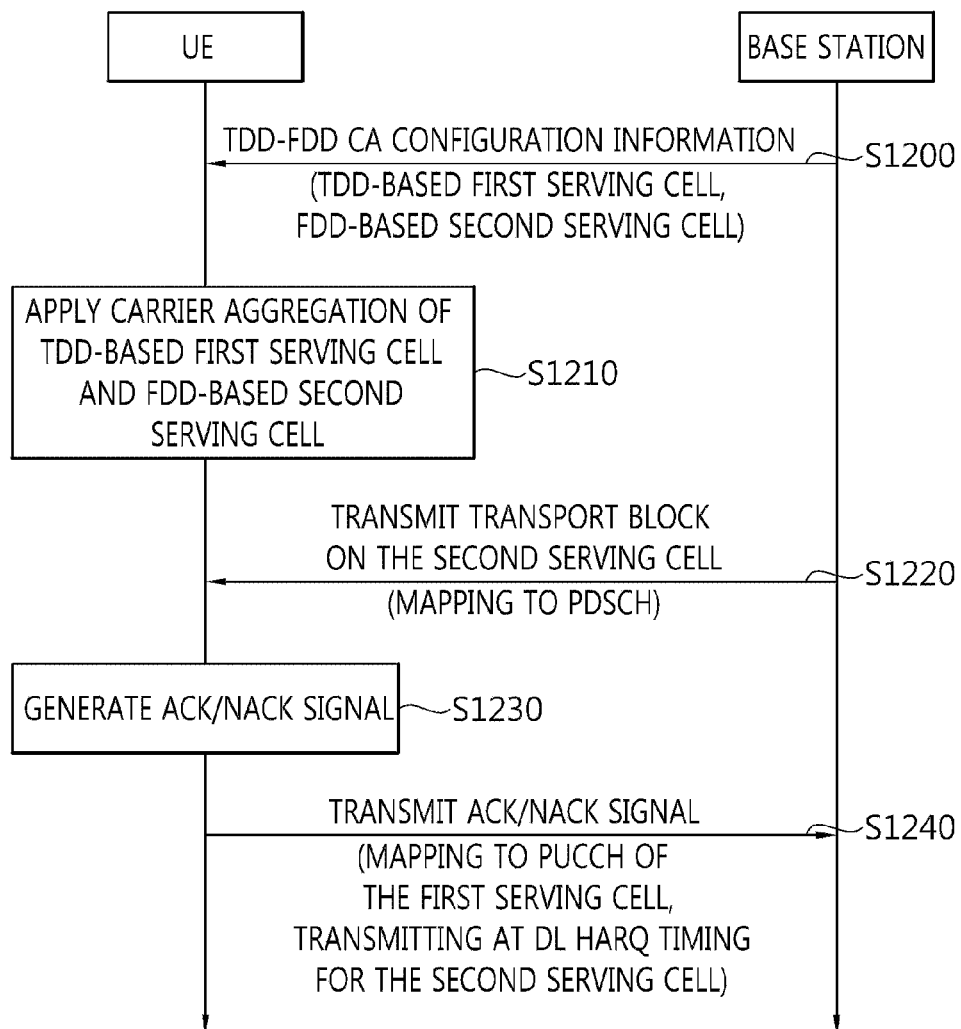 UE
BASE STATION
TDD-FDD CA CONFIGURATION INFORMATION
S1200
(TDD-BASED FIRST SERVING CELL,
FDD-BASED SECOND SERVING CELL)
APPLY CARRIER AGGREGATION OF
TDD-BASED FIRST SERVING CELL
AND FDD-BASED SECOND
SERVING CELL
S1210
TRANSMIT TRANSPORT BLOCK
ON THE SECOND SERVING CELL
S1220
(MAPPING TO PDSCH)
GENERATE ACK/NACK SIGNAL
S1230
TRANSMIT ACK/NACK SIGNAL
S1240
(MAPPING TO PUCCH OF
THE FIRST SERVING CELL,
TRANSMITTING AT DL HARQ TIMING
FOR THE SECOND SERVING CELL)